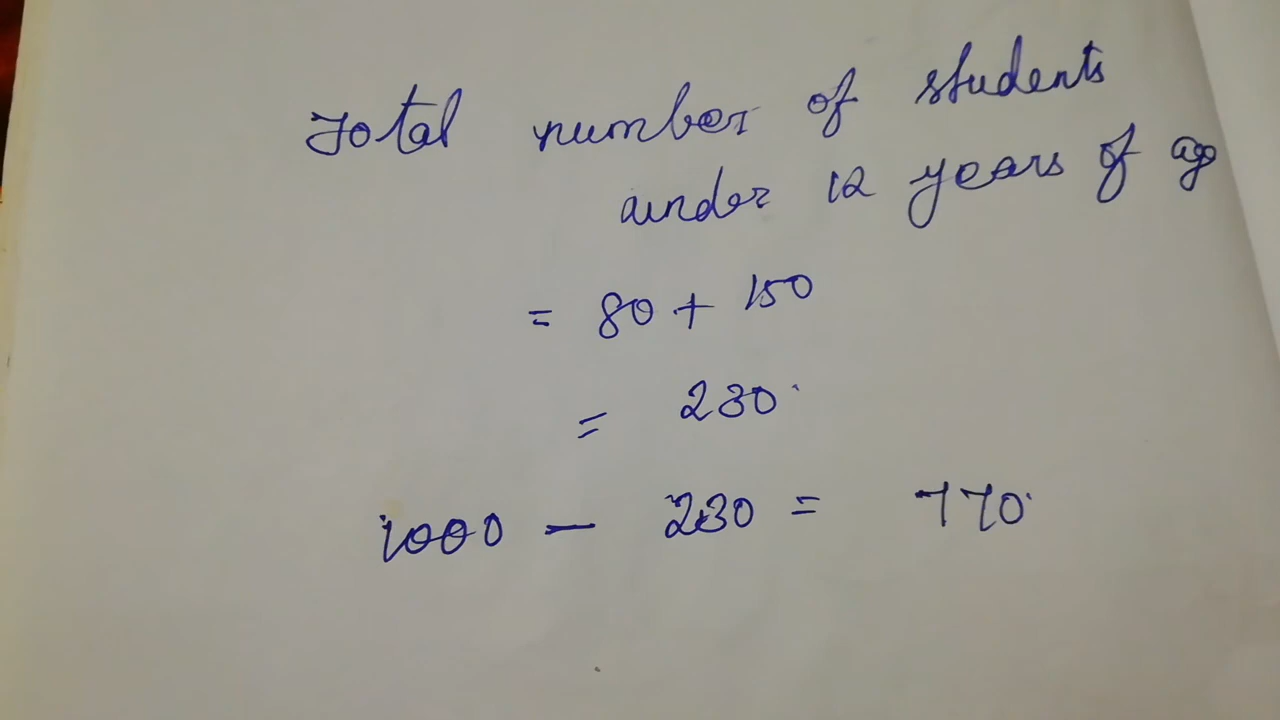 Total number of students
under 12 years of age
= 80 + 150
= 230
1000 - 230 = 770